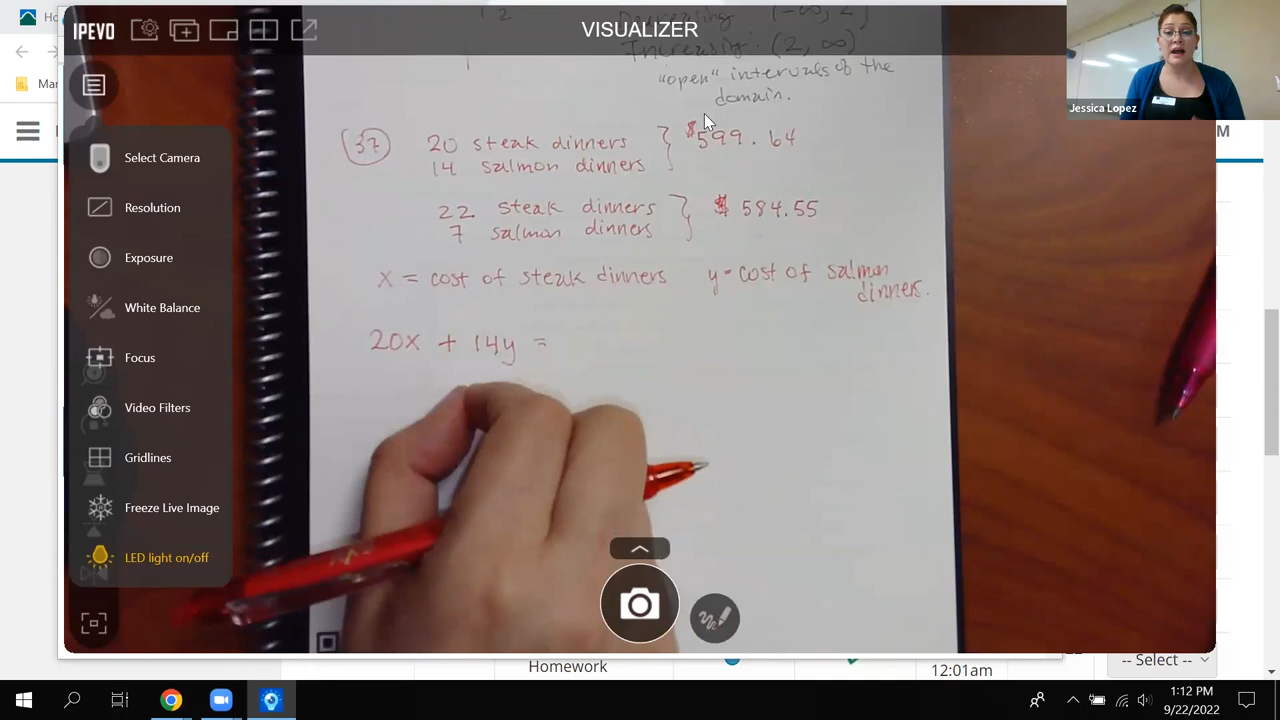 IPEVO
VISUALIZER
(-∞, 2)
Increasing: (2, ∞)
"open" intervals of the
domain.
Jessica Lopez
37
20 steak dinners
14 salmon dinners
$599.64
22 steak dinners
7 salmon dinners
$584.55
x = cost of steak dinners
y = cost of salmon
dinners.
20x + 14y =
Select Camera
Resolution
Exposure
White Balance
Focus
Video Filters
Gridlines
Freeze Live Image
LED light on/off
Homework
12:01am
-- Select --
1:12 PM
9/22/2022